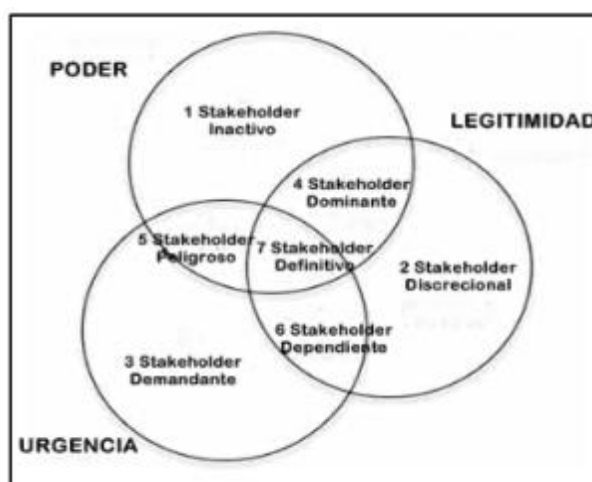 PODER
1 Stakeholder
Inactivo
LEGITIMIDAD
4 Stakeholder
Dominante
5 Stakeholder
Peligroso
7 Stakeholder
Definitivo
2 Stakeholder
Discrecional
6 Stakeholder
Dependiente
3 Stakeholder
Demandante
URGENCIA